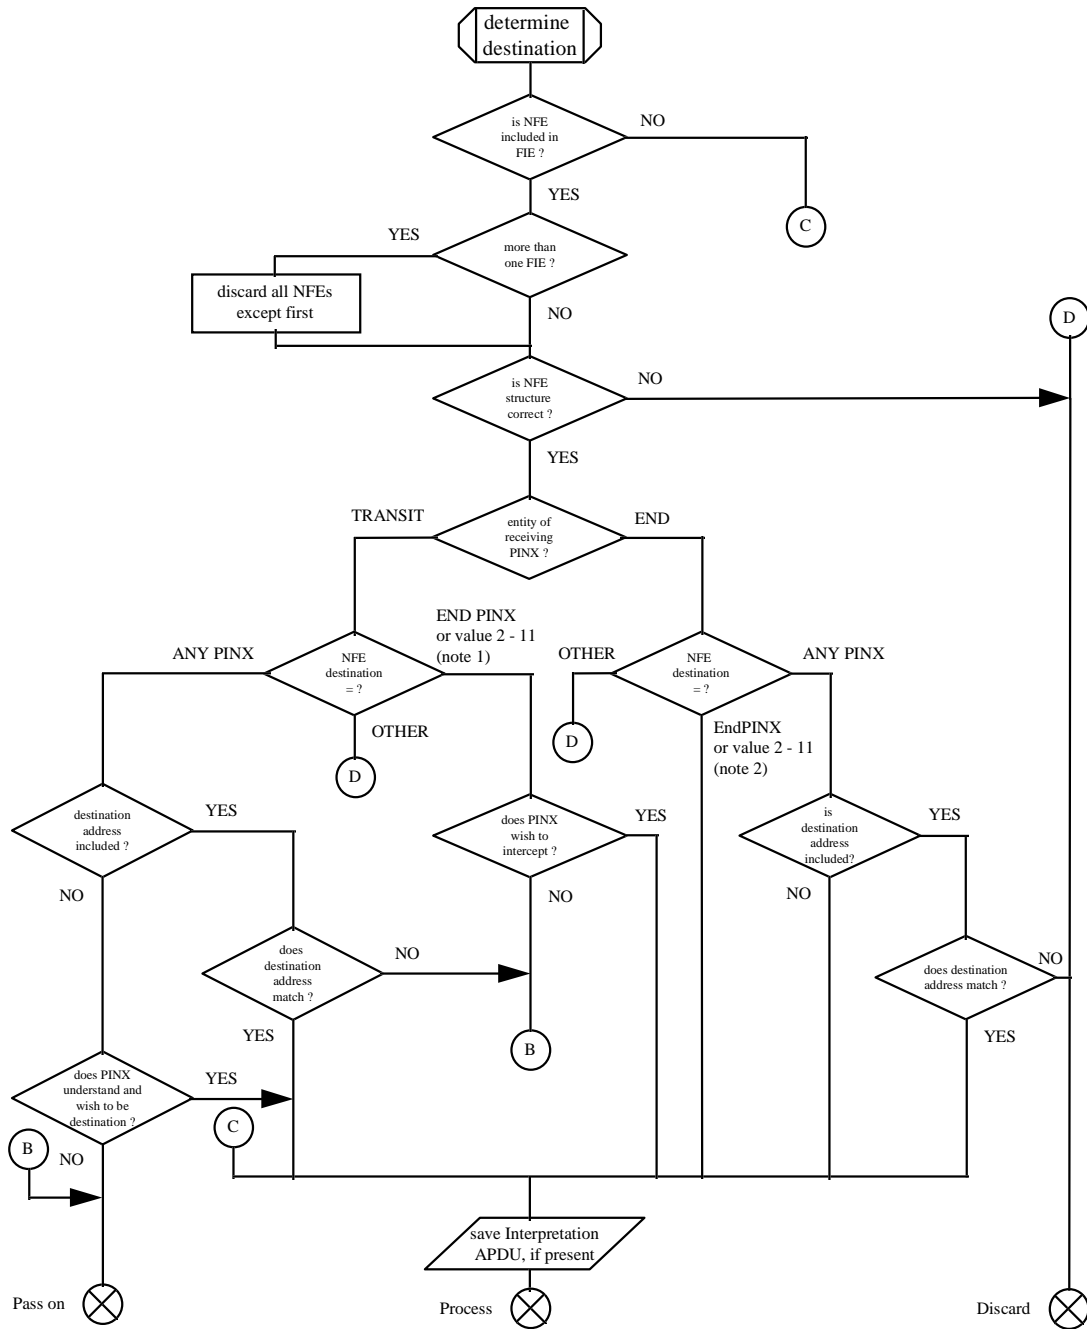 determine
destination
is NFE
included in
FIE ?
NO
YES
C
YES
more than
one FIE ?
discard all NFEs
except first
NO
D
is NFE
structure
correct ?
NO
YES
TRANSIT
entity of
receiving
PINX ?
END
END PINX
or value 2 - 11
(note 1)
ANY PINX
NFE
destination
= ?
OTHER
D
OTHER
NFE
destination
= ?
ANY PINX
D
EndPINX
or value 2 - 11
(note 2)
destination
address
included ?
YES
NO
does PINX
wish to
intercept ?
YES
NO
is
destination
address
included?
YES
NO
does
destination
address
match ?
NO
YES
does destination
address match ?
NO
YES
B
does PINX
understand and
wish to be
destination ?
YES
NO
B
C
save Interpretation
APDU, if present
Pass on
Process
Discard